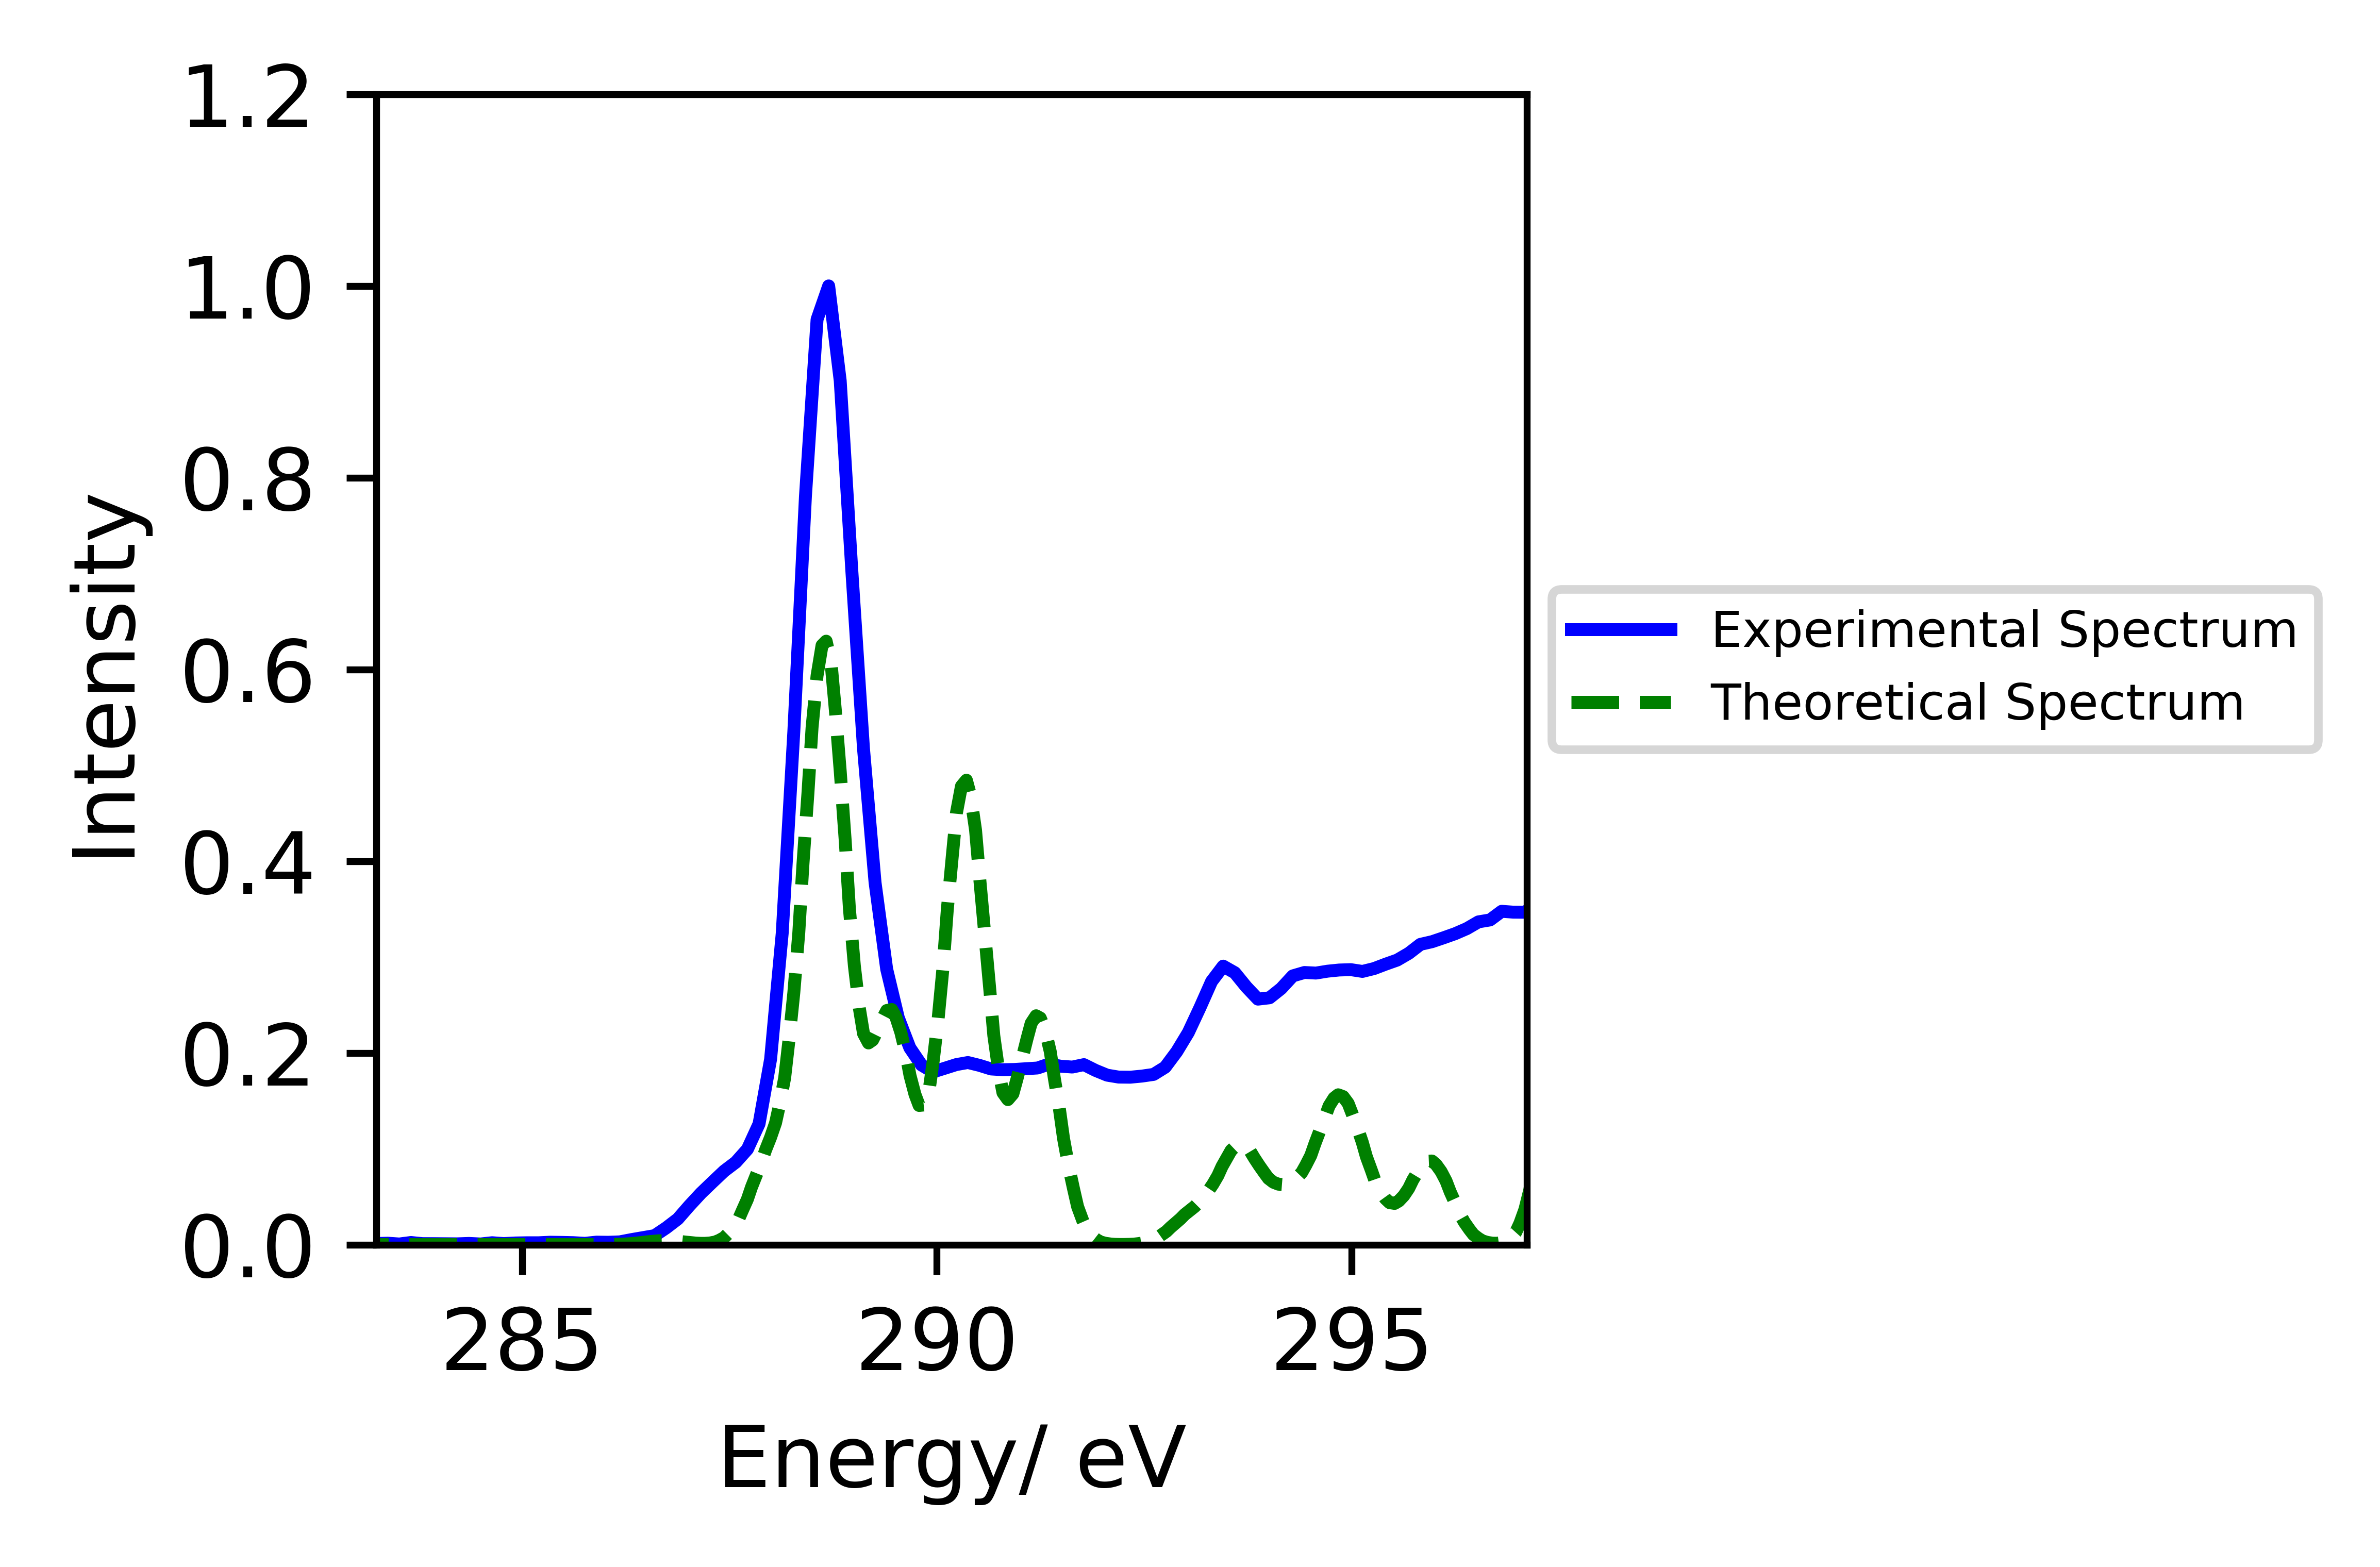 1.2
1.0
0.8
0.6
0.4
0.2
0.0
Intensity
285
290
295
Energy/ eV
Experimental Spectrum
Theoretical Spectrum